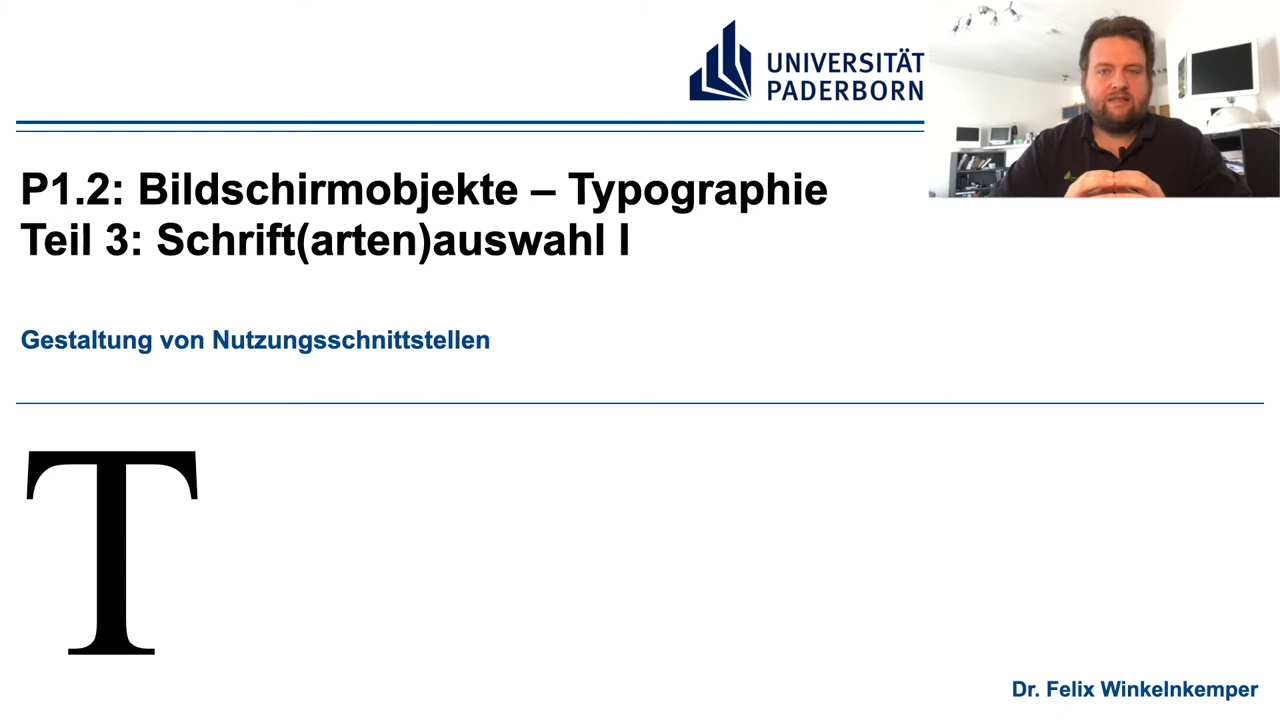 UNIVERSITÄT
PADERBORN
P1.2: Bildschirmobjekte – Typographie
Teil 3: Schrift(arten)auswahl I
Gestaltung von Nutzungsschnittstellen
T
Dr. Felix Winkelnkemper